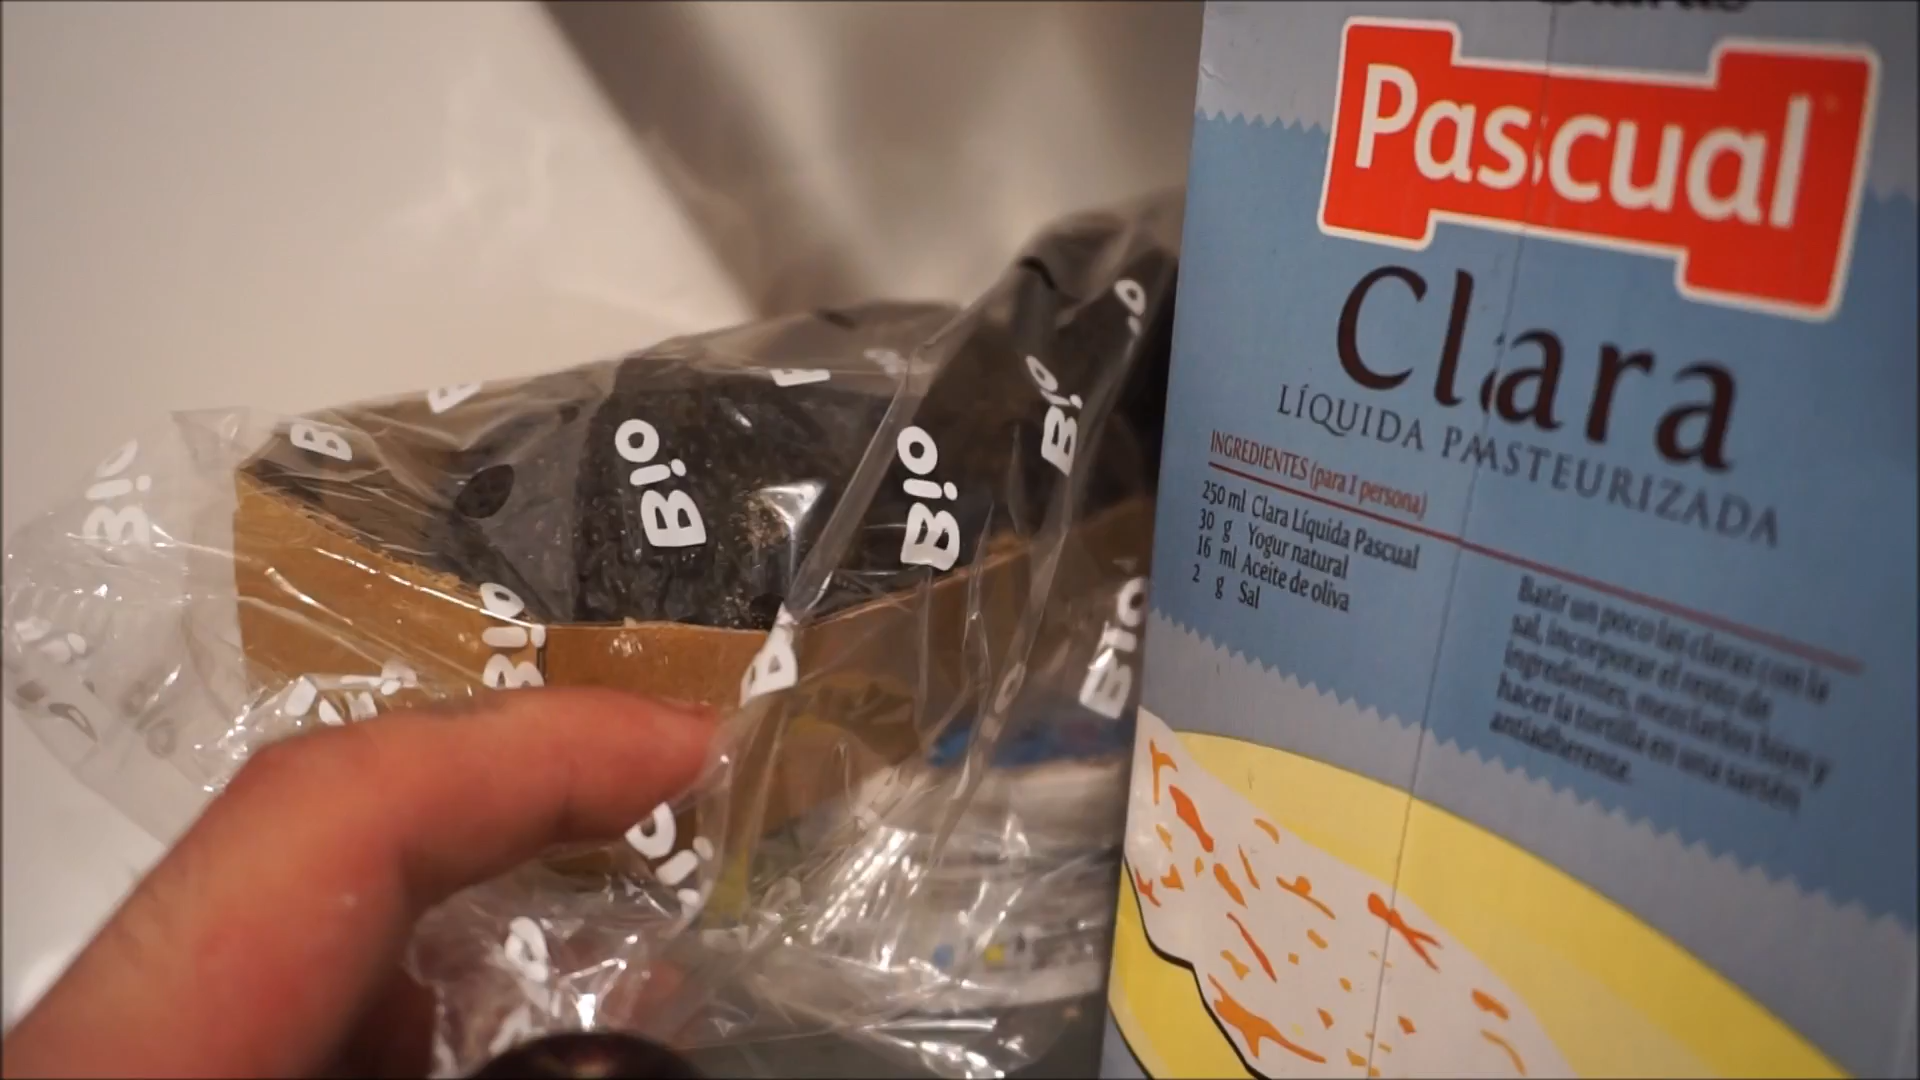 Pascual
Clara
LÍQUIDA PASTEURIZADA
INGREDIENTES (para 1 persona)
250 ml Clara Líquida Pascual
30 g Yogur natural
16 ml Aceite de oliva
2 g Sal
Batir un poco las claras con la
sal, incorporar el resto de
ingredientes, mezclarlos bien y
hacer la tortilla en una sartén
antiadherente.
Bio
Bio
Bio
Bio
Bio
Bio